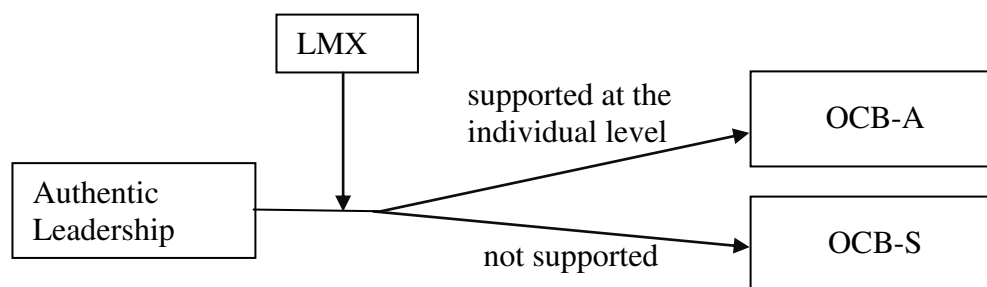 LMX
supported at the
individual level
OCB-A
Authentic
Leadership
not supported
OCB-S